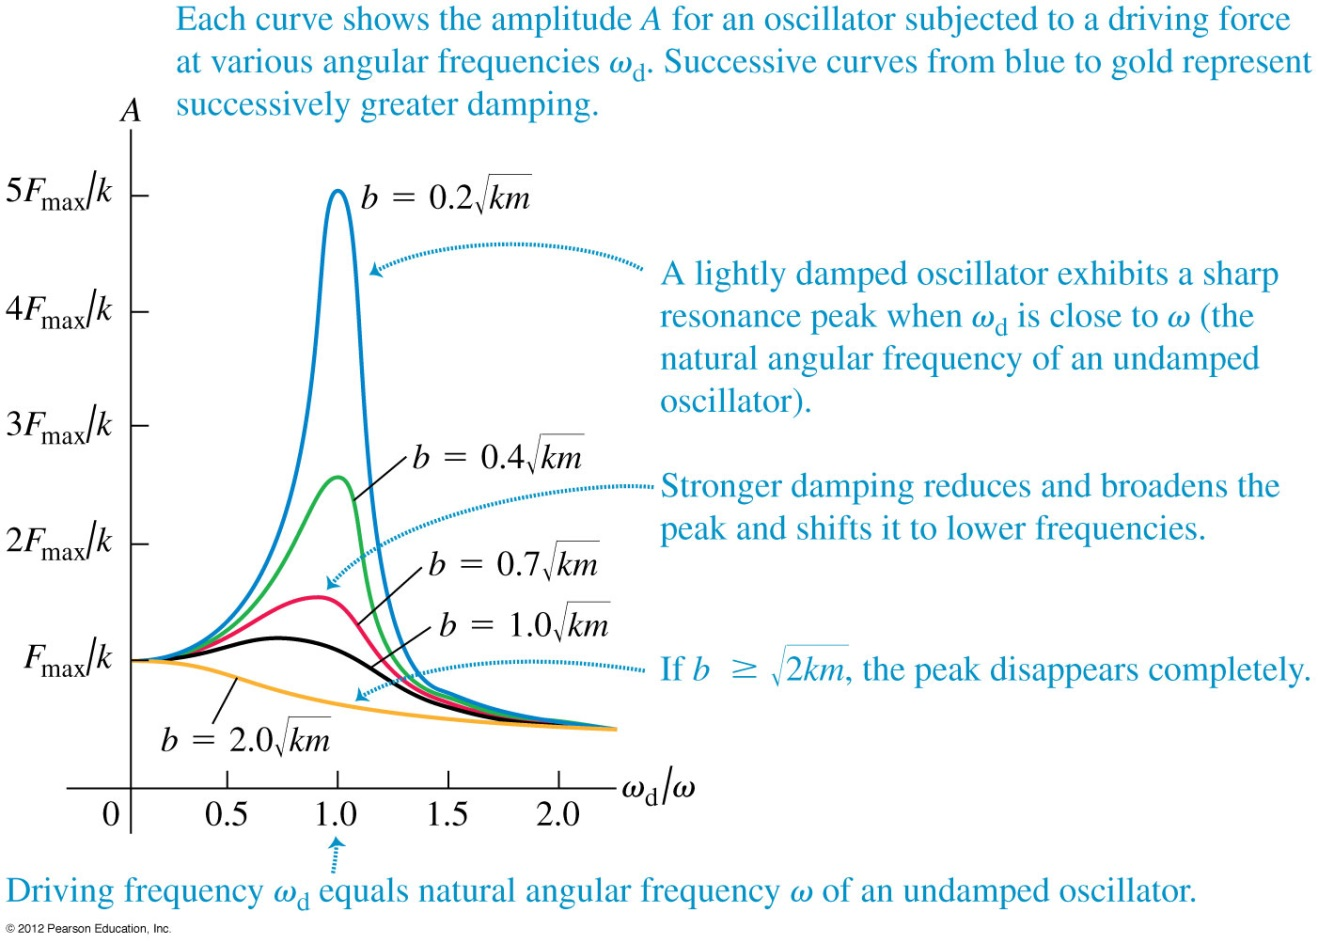 Each curve shows the amplitude A for an oscillator subjected to a driving force
at various angular frequencies ωd. Successive curves from blue to gold represent
successively greater damping.
A
5Fmax/k
b = 0.2√km
A lightly damped oscillator exhibits a sharp
resonance peak when ωd is close to ω (the
natural angular frequency of an undamped
oscillator).
4Fmax/k
3Fmax/k
b = 0.4√km
Stronger damping reduces and broadens the
peak and shifts it to lower frequencies.
2Fmax/k
b = 0.7√km
b = 1.0√km
Fmax/k
If b ≥ √2km, the peak disappears completely.
b = 2.0√km
ωd/ω
0 0.5 1.0 1.5 2.0
Driving frequency ωd equals natural angular frequency ω of an undamped oscillator.
© 2012 Pearson Education, Inc.